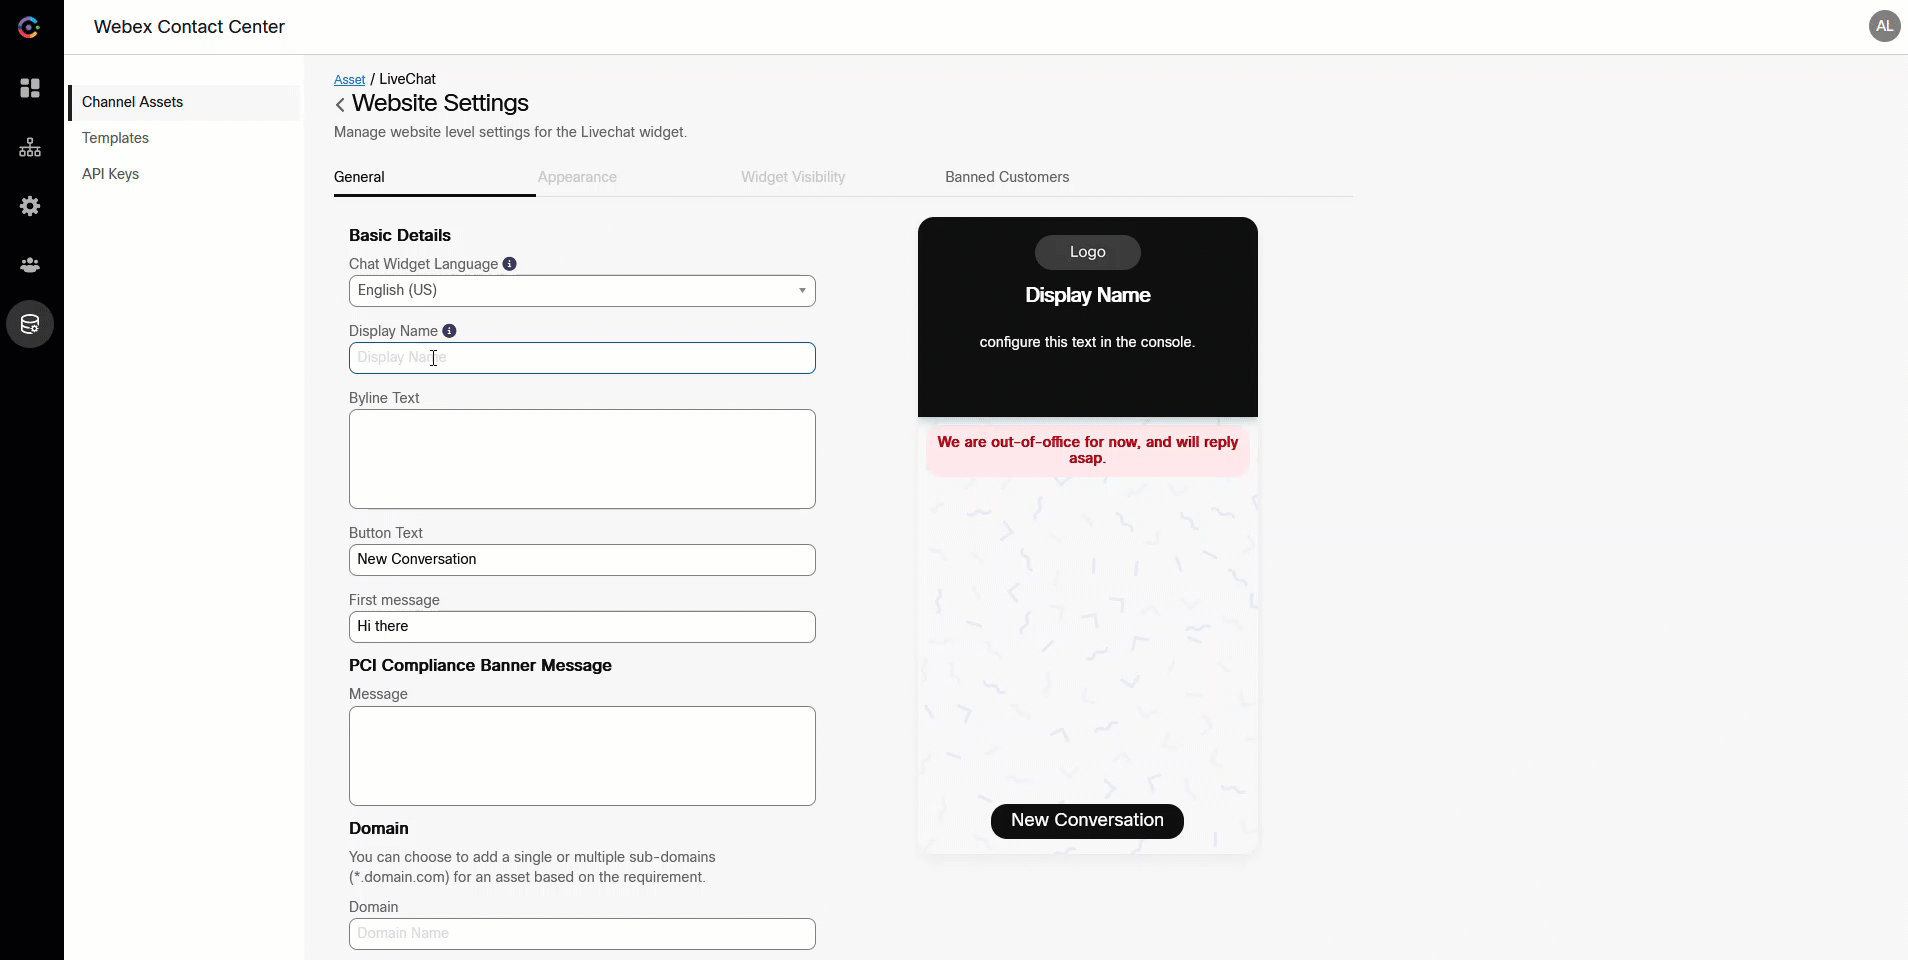 Webex Contact Center
AL
Channel Assets
Templates
API Keys
Asset / LiveChat
Website Settings
Manage website level settings for the Livechat widget.
General
Appearance
Widget Visibility
Banned Customers
Basic Details
Chat Widget Language
English (US)
Display Name
Display Name
Byline Text
Button Text
New Conversation
First message
Hi there
PCI Compliance Banner Message
Message
Domain
You can choose to add a single or multiple sub-domains
(*.domain.com) for an asset based on the requirement.
Domain
Domain Name
Logo
Display Name
configure this text in the console.
We are out-of-office for now, and will reply
asap.
New Conversation